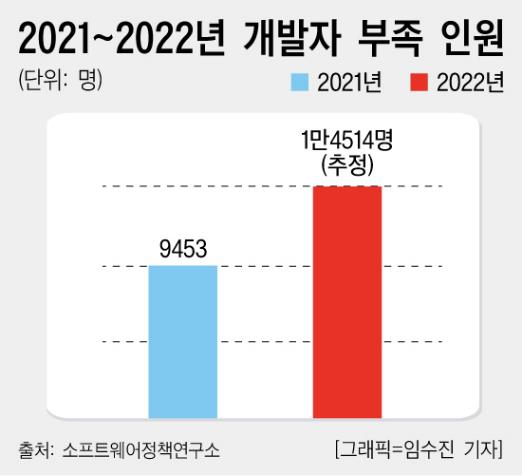 2021~2022년 개발자 부족 인원
(단위: 명)
2021년
2022년
1만4514명
(추정)
9453
출처: 소프트웨어정책연구소
[그래픽=임수진 기자]